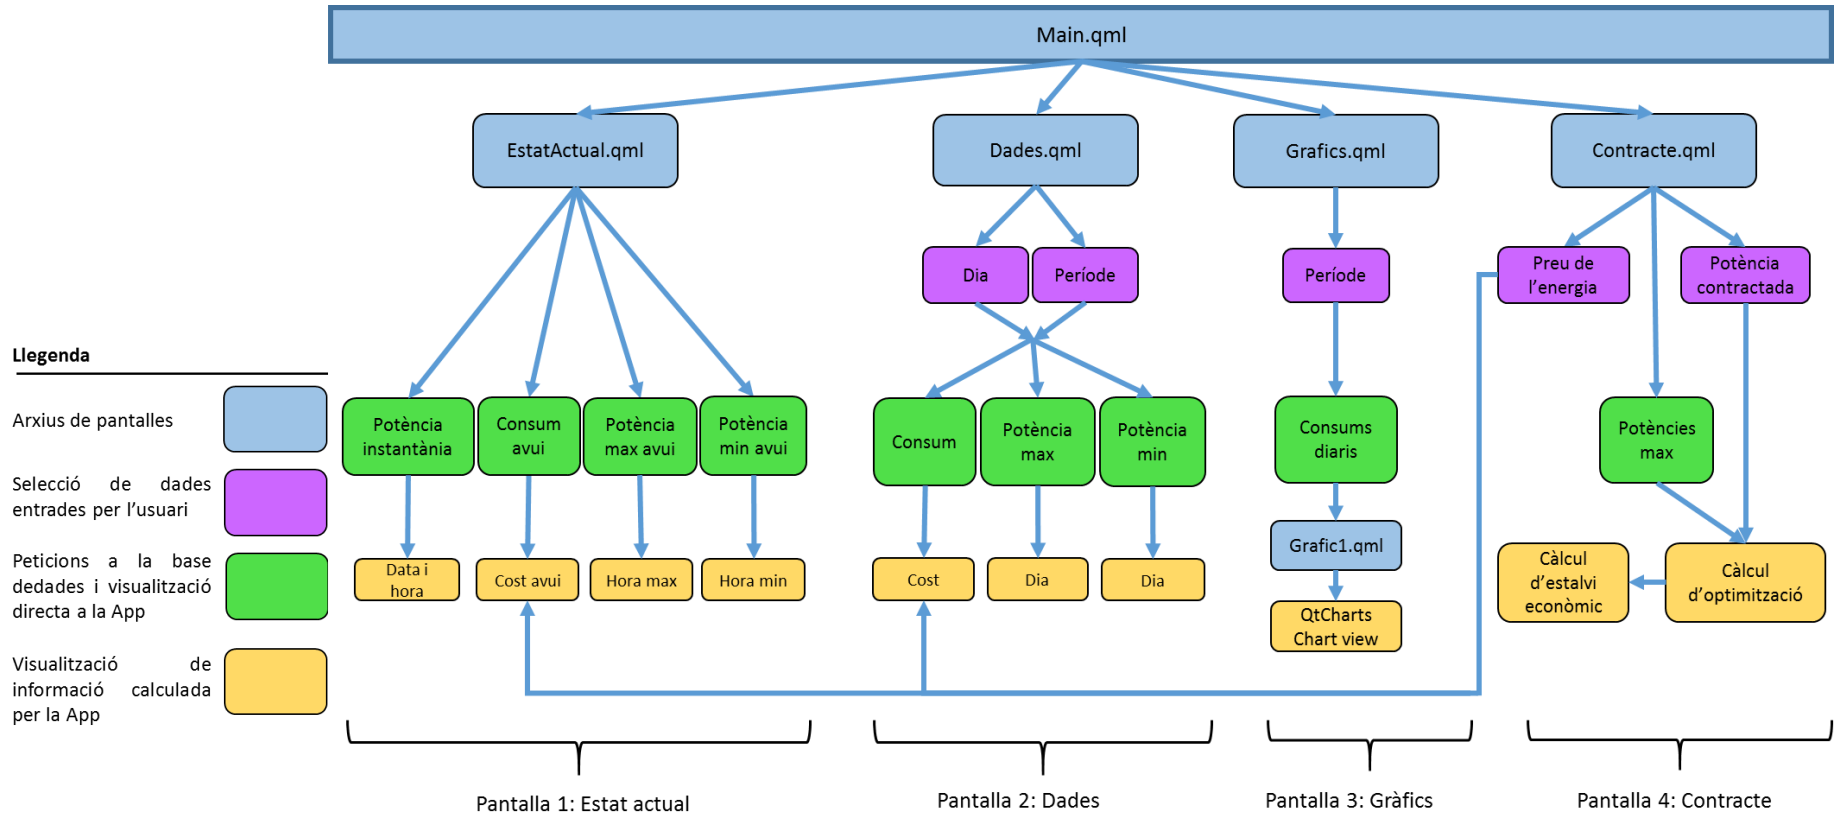 Main.qml
EstatActual.qml
Dades.qml
Grafics.qml
Contracte.qml
Dia
Període
Període
Preu de
l’energia
Potència
contractada
Llegenda
Arxius de pantalles
Selecció de dades
entrades per l’usuari
Peticions a la base
dedades i visualització
directa a la App
Visualització de
informació calculada
per la App
Potència
instantània
Consum
avui
Potència
max avui
Potència
min avui
Consum
Potència
max
Potència
min
Consums
diaris
Potències
max
Data i
hora
Cost avui
Hora max
Hora min
Cost
Dia
Dia
Grafic1.qml
QtCharts
Chart view
Càlcul
d’estalvi
econòmic
Càlcul
d’optimització
Pantalla 1: Estat actual
Pantalla 2: Dades
Pantalla 3: Gràfics
Pantalla 4: Contracte